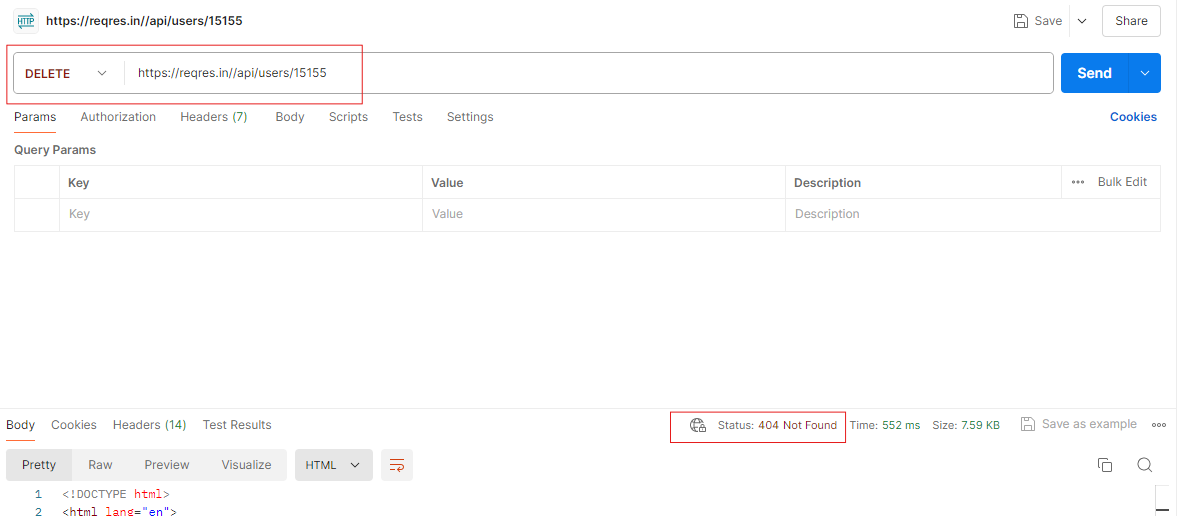 HTTP https://reqres.in//api/users/15155 Save Share
DELETE https://reqres.in//api/users/15155 Send
Params Authorization Headers (7) Body Scripts Tests Settings Cookies
Query Params
Key Value Description ••• Bulk Edit
Key Value Description
Body Cookies Headers (14) Test Results Status: 404 Not Found Time: 552 ms Size: 7.59 KB Save as example
Pretty Raw Preview Visualize HTML
1 <!DOCTYPE html>
2 <html lang="en">